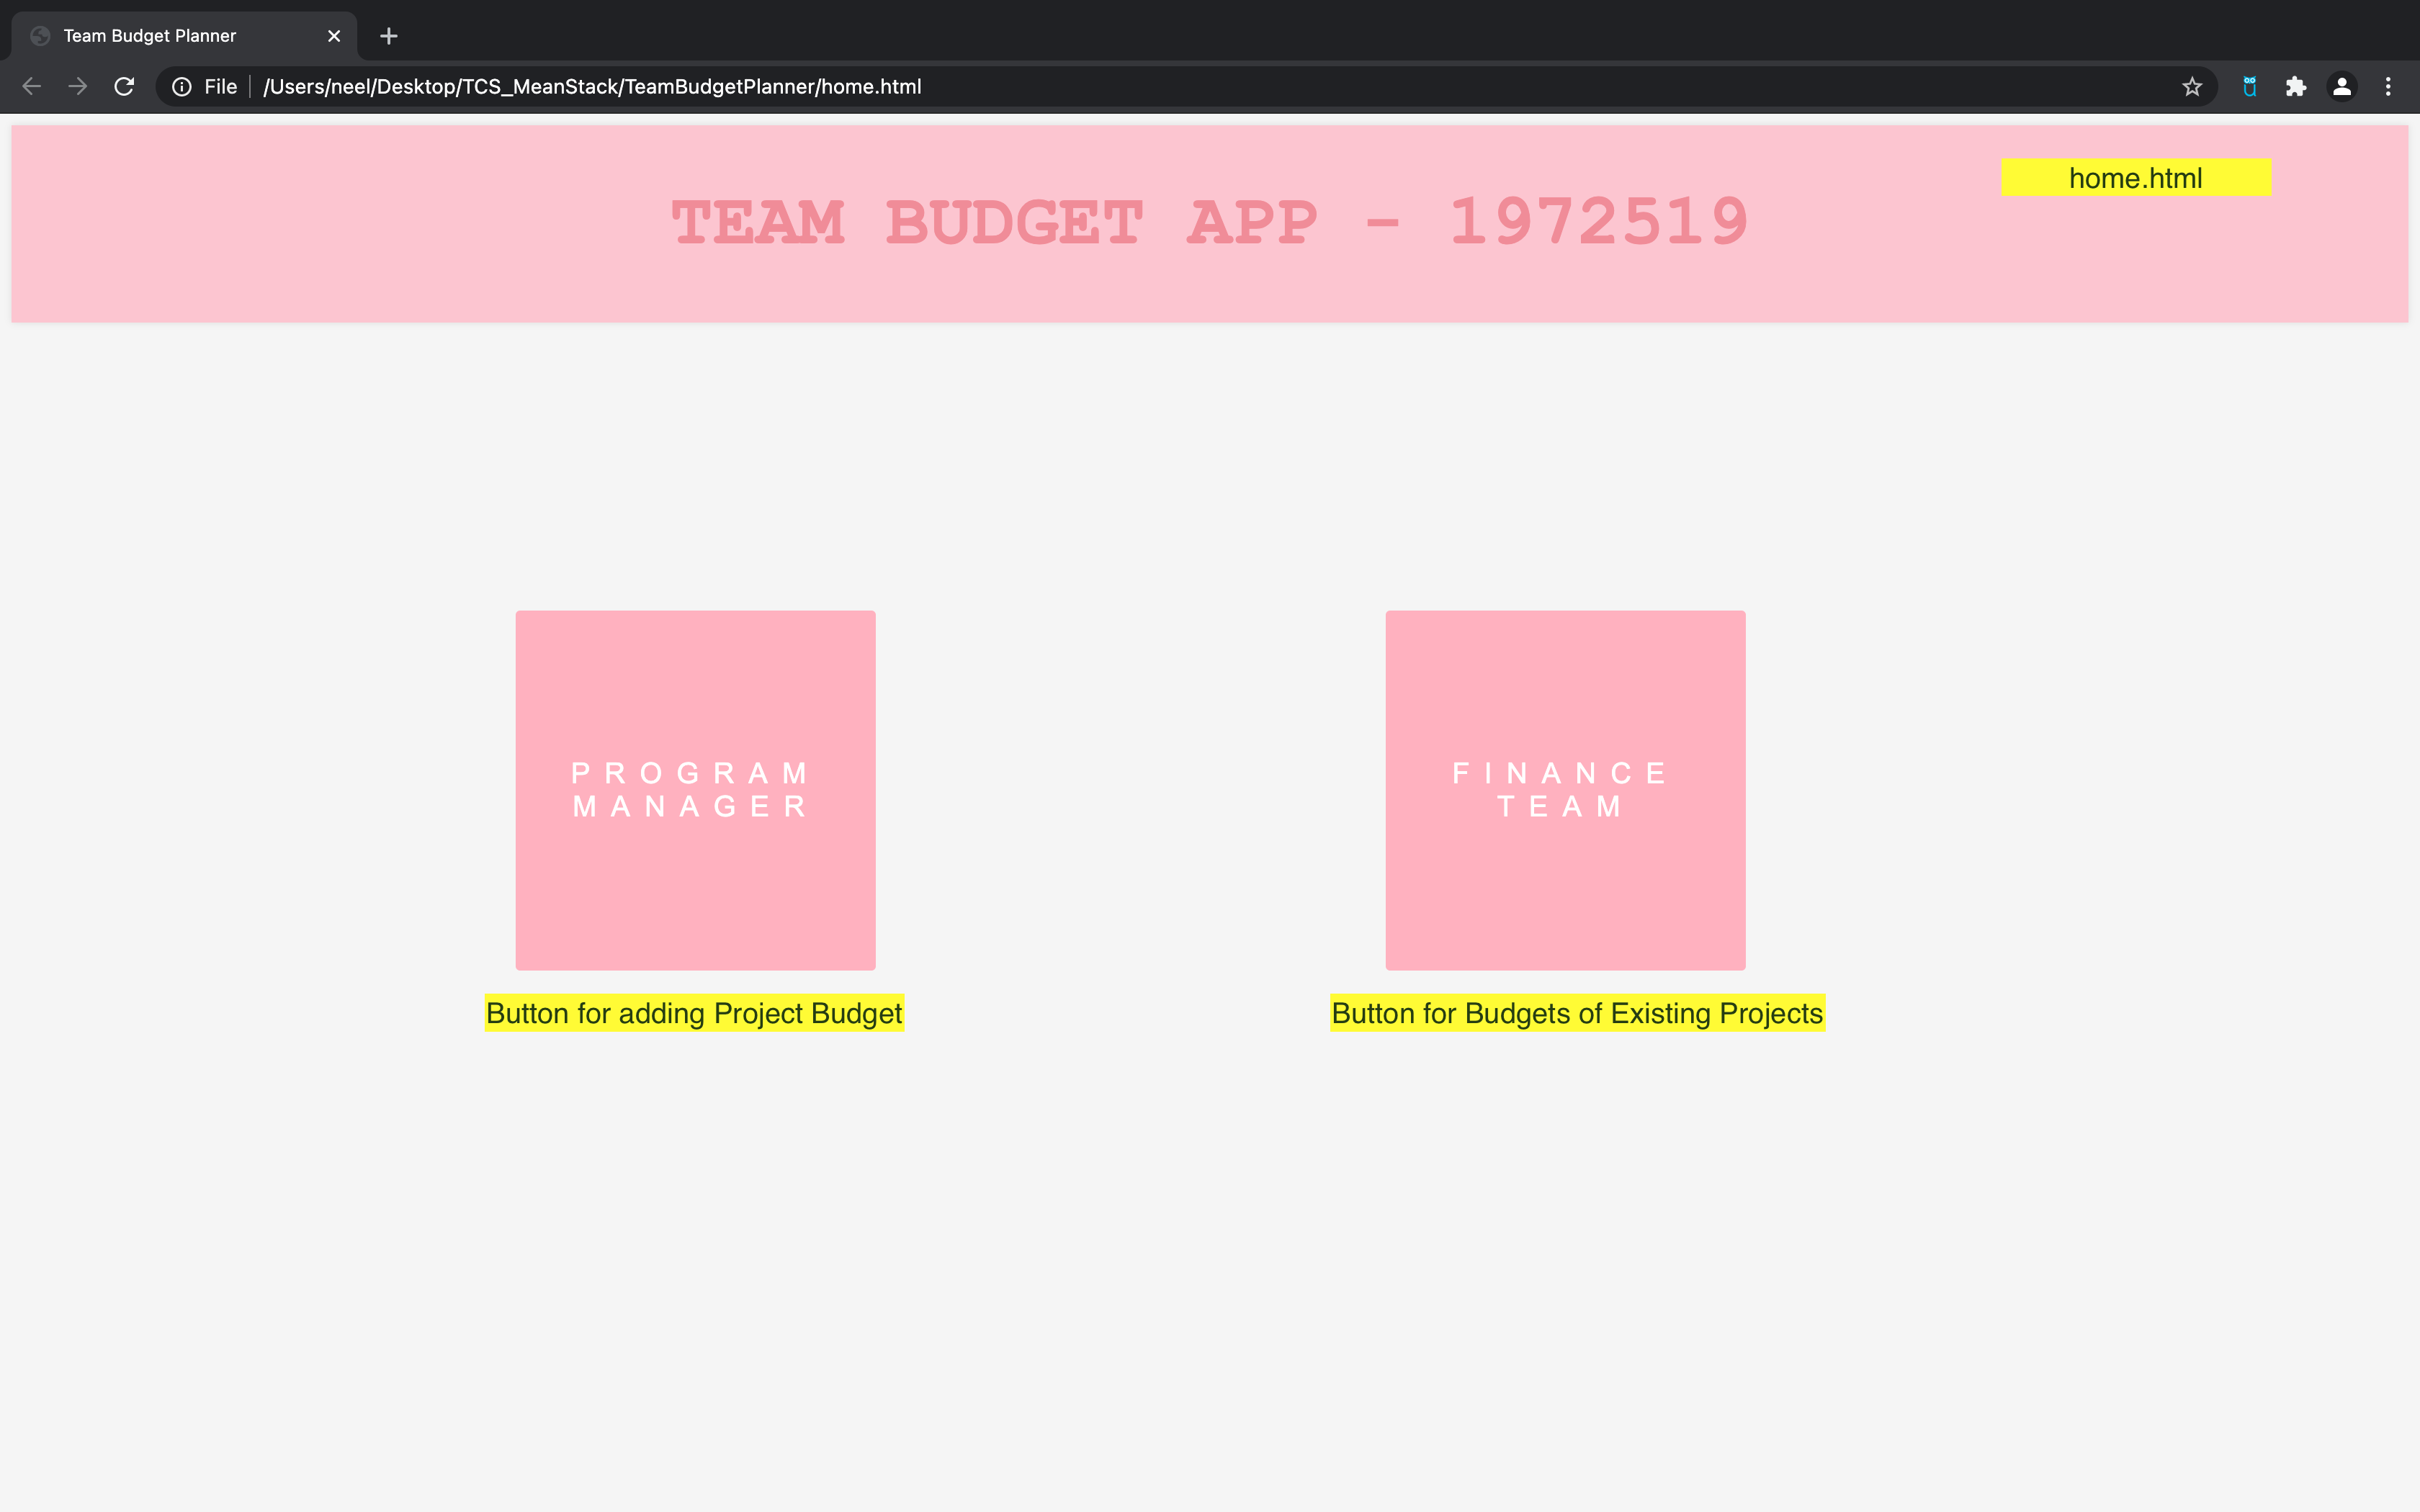 Team Budget Planner
File /Users/neel/Desktop/TCS_MeanStack/TeamBudgetPlanner/home.html
home.html
TEAM BUDGET APP - 1972519
PROGRAM
MANAGER
FINANCE
TEAM
Button for adding Project Budget
Button for Budgets of Existing Projects